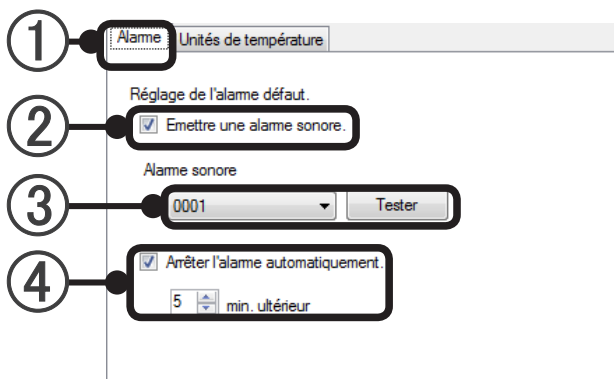 ① Alarme Unités de température
Réglage de l'alarme défaut.
② Emettre une alarme sonore.
Alarme sonore
③ 0001 Tester
④ Arrêter l'alarme automatiquement.
5 min. ultérieur